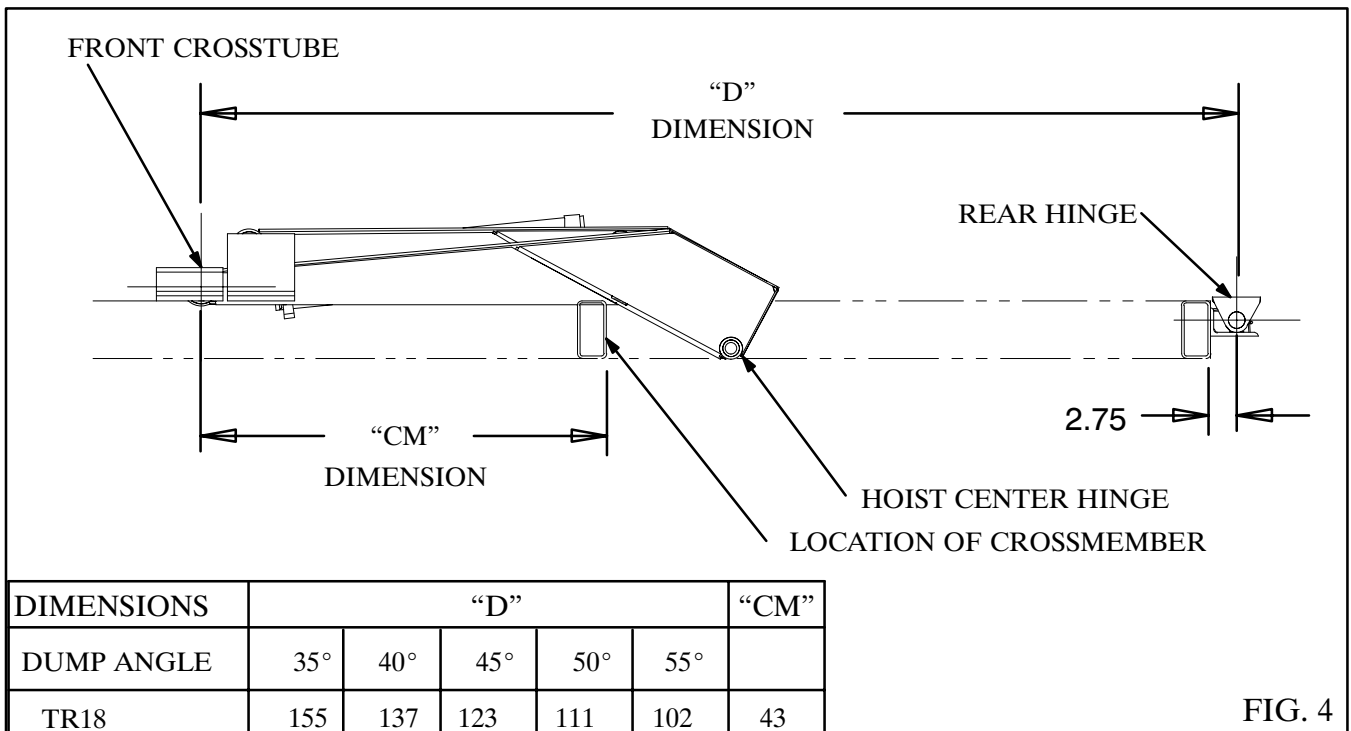 FRONT CROSSTUBE
“D”
DIMENSION
REAR HINGE
2.75
“CM”
DIMENSION
HOIST CENTER HINGE
LOCATION OF CROSSMEMBER
DIMENSIONS “D” “CM”
DUMP ANGLE 35° 40° 45° 50° 55°
TR18 155 137 123 111 102 43
FIG. 4